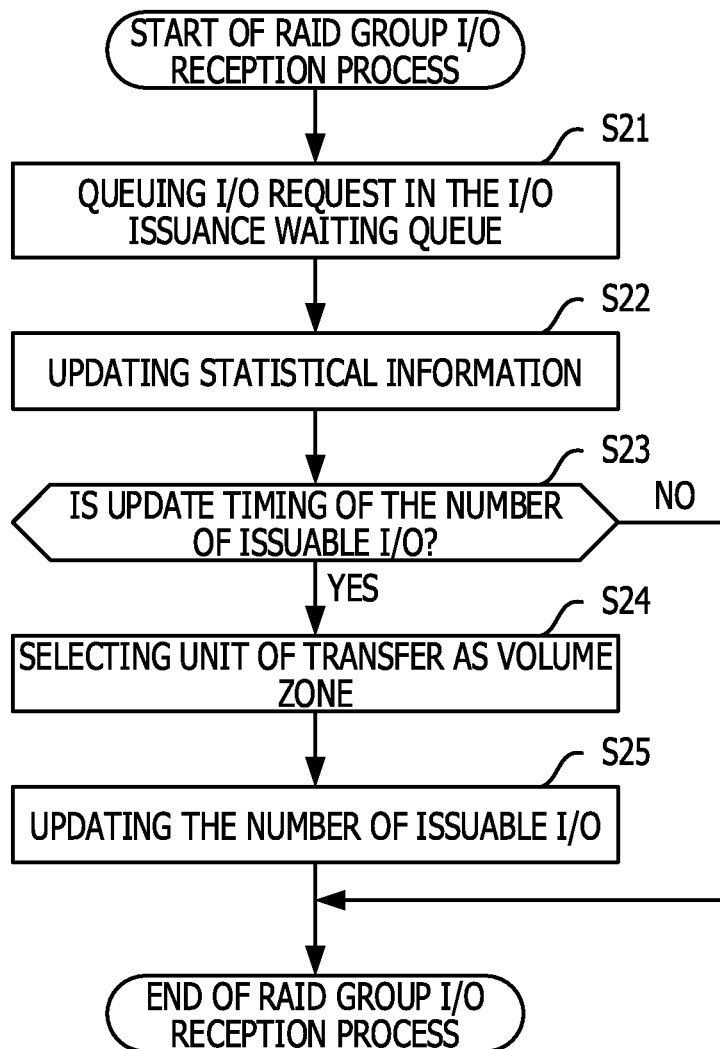 START OF RAID GROUP I/O
RECEPTION PROCESS
S21
QUEUING I/O REQUEST IN THE I/O
ISSUANCE WAITING QUEUE
S22
UPDATING STATISTICAL INFORMATION
S23
IS UPDATE TIMING OF THE NUMBER
OF ISSUABLE I/O?
NO
YES
S24
SELECTING UNIT OF TRANSFER AS VOLUME
ZONE
S25
UPDATING THE NUMBER OF ISSUABLE I/O
END OF RAID GROUP I/O
RECEPTION PROCESS